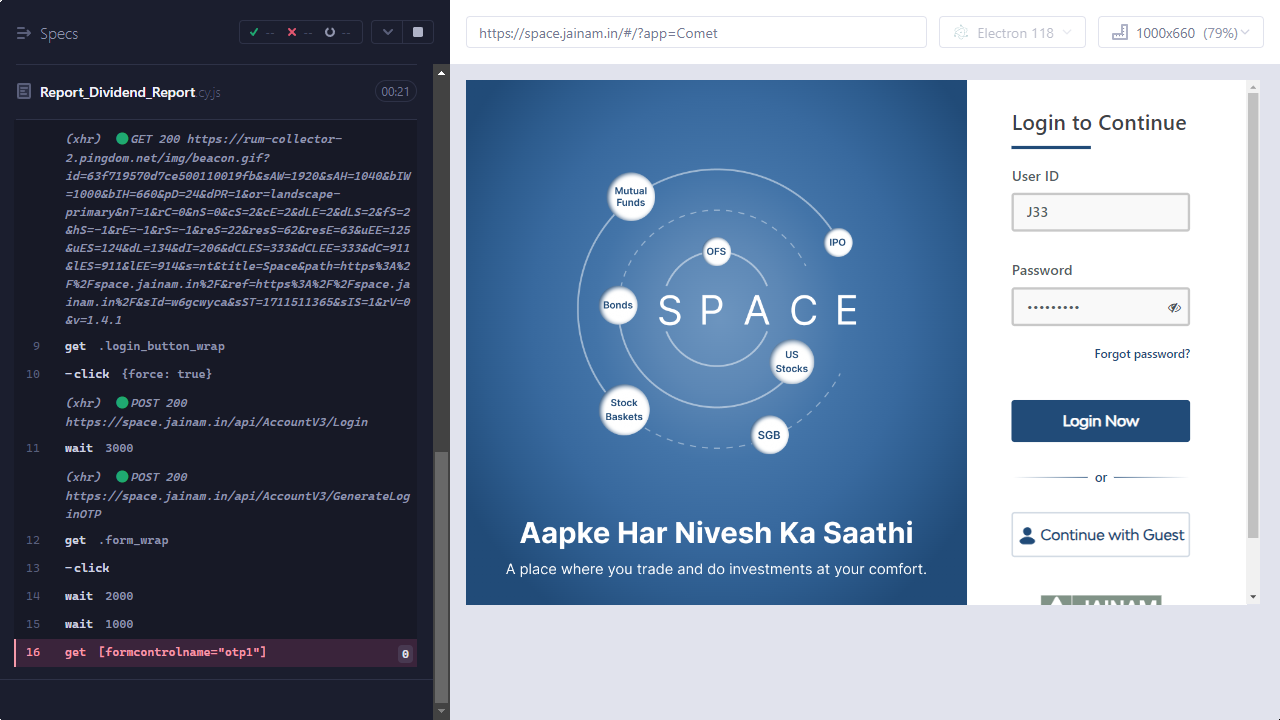 Specs
--
--
--
Report_Dividend_Report.cy.js
00:21
(xhr) GET 200 https://rum-collector-
2.pingdom.net/img/beacon.gif?
id=63f719570d7ce500110019fb&sAW=1920&sAH=1040&bIW
=1000&bIH=660&pD=24&dPR=1&or=landscape-
primary&nT=1&rC=0&nS=0&cS=2&cE=2&dLE=2&dLS=2&fS=2
&hS=-1&rE=-1&rS=-1&reS=22&resS=62&resE=63&uEE=125
&uES=124&dL=134&dI=206&dCLES=333&dCLEE=333&dC=911
&lES=911&lEE=914&s=nt&title=Space&path=https%3A%2
F%2Fspace.jainam.in%2F&ref=https%3A%2F%2Fspace.ja
inam.in%2F&sId=w6gcwyca&sST=1711511365&sIS=1&rV=0
&v=1.4.1
9 get .login_button_wrap
10 -click {force: true}
(xhr) POST 200
https://space.jainam.in/api/AccountV3/Login
11 wait 3000
(xhr) POST 200
https://space.jainam.in/api/AccountV3/GenerateLog
inOTP
12 get .form_wrap
13 -click
14 wait 2000
15 wait 1000
16 get [formcontrolname="otp1"] 0
https://space.jainam.in/#/?app=Comet
Electron 118
1000x660 (79%)
Mutual
Funds
IPO
OFS
Bonds
SPACE
US
Stocks
Stock
Baskets
SGB
Aapke Har Nivesh Ka Saathi
A place where you trade and do investments at your comfort.
Login to Continue
User ID
J33
Password
•••••••••
Forgot password?
Login Now
or
Continue with Guest
JAINAM